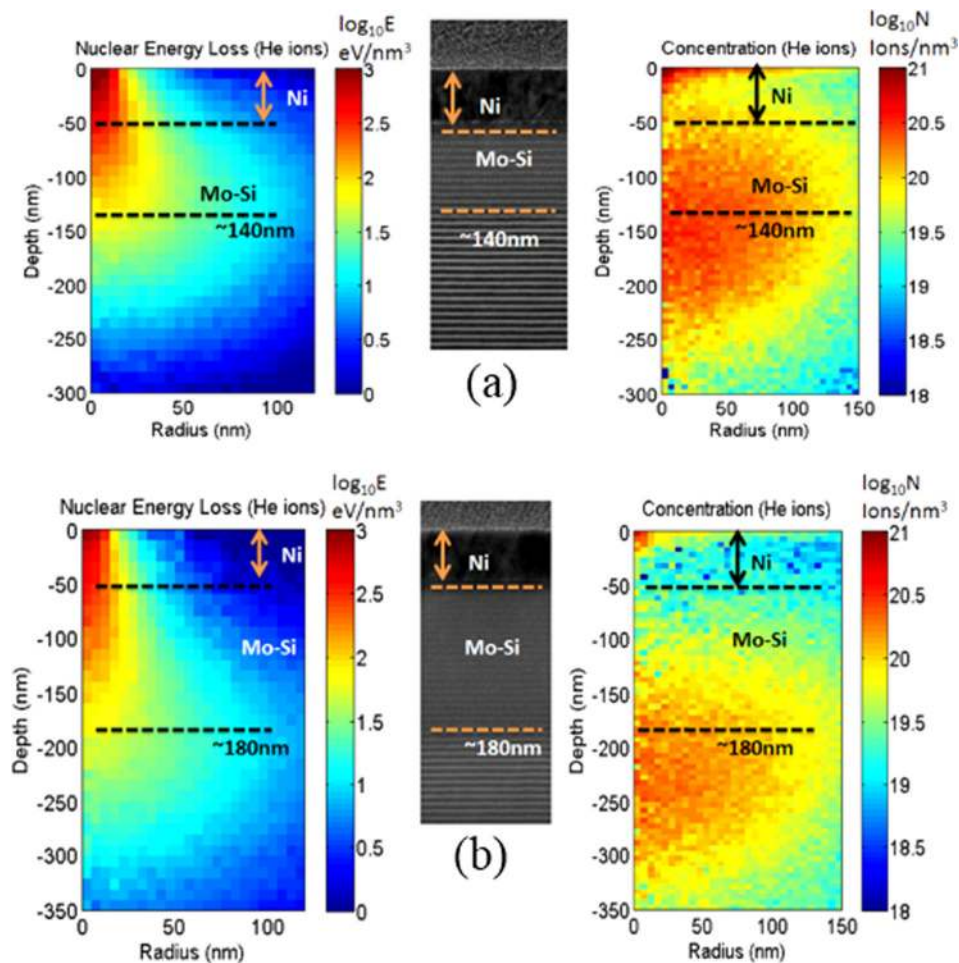 Nuclear Energy Loss (He ions)
log10E
eV/nm³
Depth (nm)
0
-50
-100
-150
-200
-250
-300
Ni
Mo-Si
~140nm
0 50 100
Radius (nm)
3
2.5
2
1.5
1
0.5
0
Ni
Mo-Si
~140nm
(a)
Concentration (He ions)
log10N
Ions/nm³
Depth (nm)
0
-50
-100
-150
-200
-250
-300
Ni
Mo-Si
~140nm
0 50 100 150
Radius (nm)
21
20.5
20
19.5
19
18.5
18
Nuclear Energy Loss (He ions)
log10E
eV/nm³
Depth (nm)
0
-50
-100
-150
-200
-250
-300
-350
Ni
Mo-Si
~180nm
0 50 100
Radius (nm)
3
2.5
2
1.5
1
0.5
0
Ni
Mo-Si
~180nm
(b)
Concentration (He ions)
log10N
Ions/nm³
Depth (nm)
0
-50
-100
-150
-200
-250
-300
-350
Ni
Mo-Si
~180nm
0 50 100 150
Radius (nm)
21
20.5
20
19.5
19
18.5
18